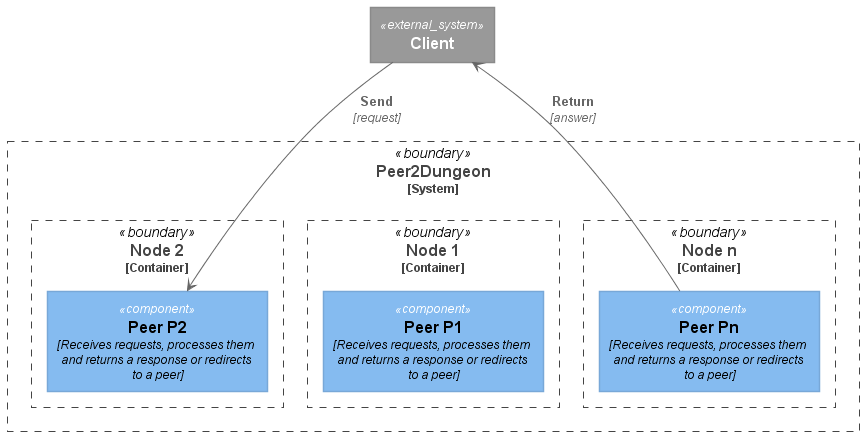 «external_system»
Client
Send
[request]
Return
[answer]
«boundary»
Peer2Dungeon
[System]
«boundary»
Node 2
[Container]
«boundary»
Node 1
[Container]
«boundary»
Node n
[Container]
«component»
Peer P2
[Receives requests, processes them
and returns a response or redirects
to a peer]
«component»
Peer P1
[Receives requests, processes them
and returns a response or redirects
to a peer]
«component»
Peer Pn
[Receives requests, processes them
and returns a response or redirects
to a peer]